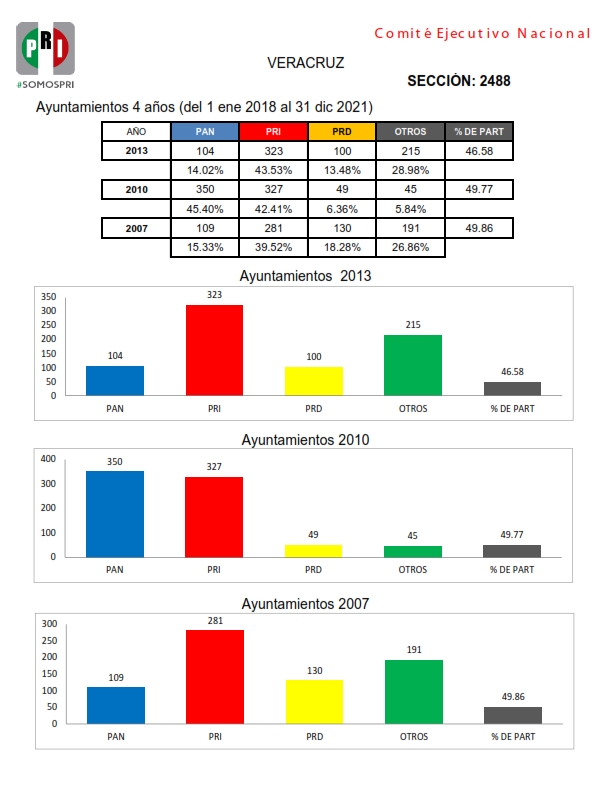 Comité Ejecutivo Nacional
PRI
#SOMOSPRI
VERACRUZ
SECCIÓN: 2488
Ayuntamientos 4 años (del 1 ene 2018 al 31 dic 2021)
AÑO PAN PRI PRD OTROS % DE PART
2013 104 323 100 215 46.58
14.02% 43.53% 13.48% 28.98%
2010 350 327 49 45 49.77
45.40% 42.41% 6.36% 5.84%
2007 109 281 130 191 49.86
15.33% 39.52% 18.28% 26.86%
Ayuntamientos 2013
350
300
250
200
150
100
50
0
104
323
100
215
46.58
PAN PRI PRD OTROS % DE PART
Ayuntamientos 2010
400
300
200
100
0
350
327
49
45
49.77
PAN PRI PRD OTROS % DE PART
Ayuntamientos 2007
300
250
200
150
100
50
0
109
281
130
191
49.86
PAN PRI PRD OTROS % DE PART